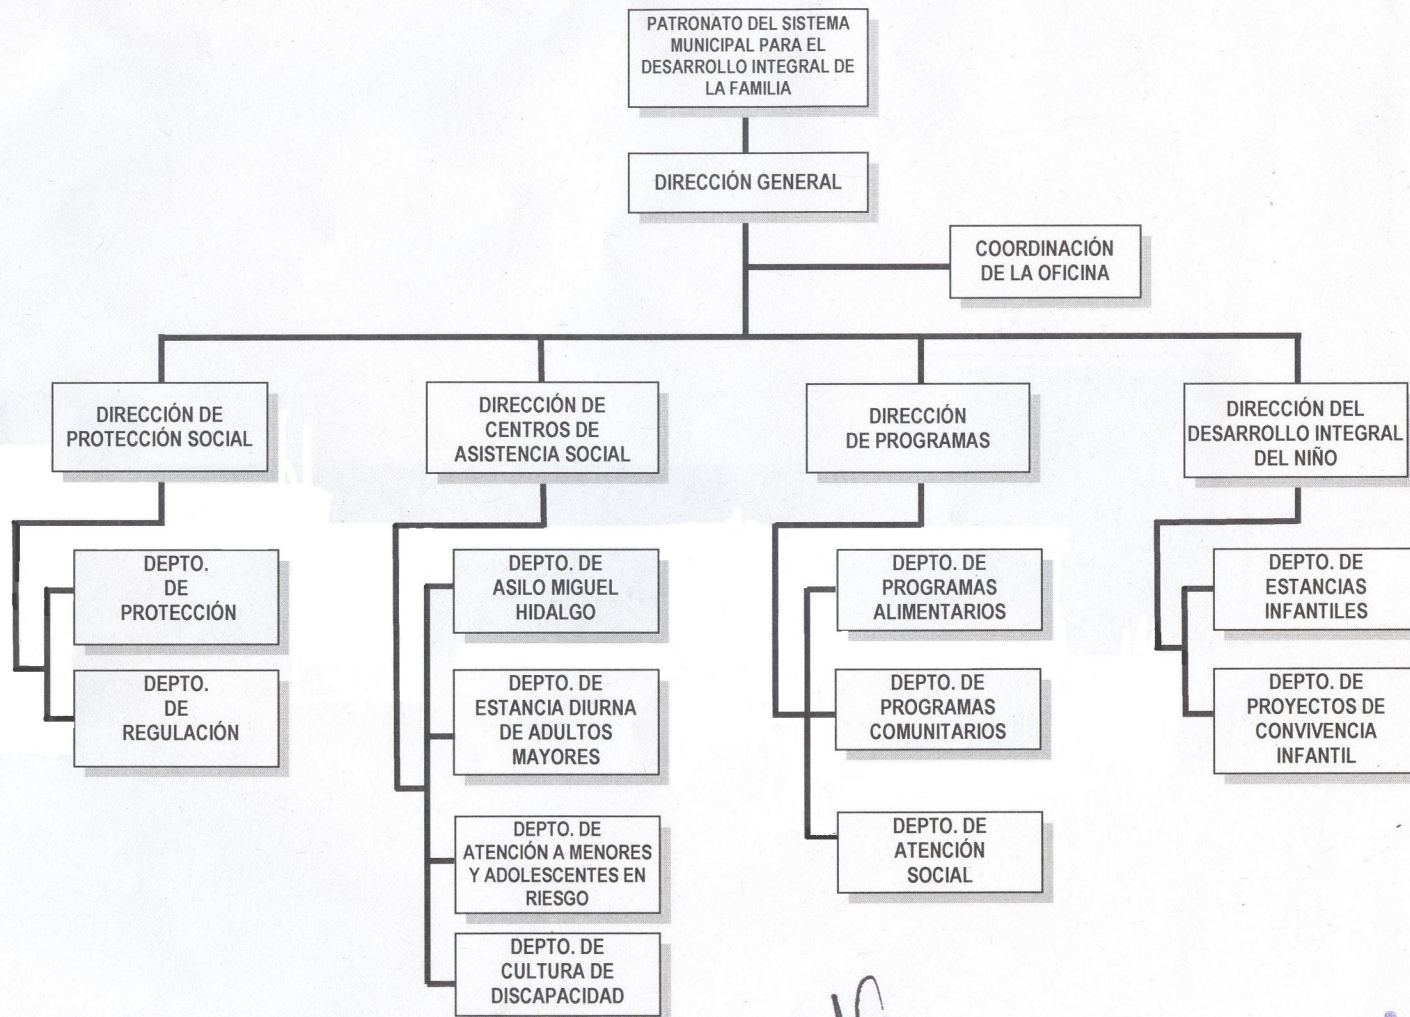 PATRONATO DEL SISTEMA
MUNICIPAL PARA EL
DESARROLLO INTEGRAL DE
LA FAMILIA
DIRECCIÓN GENERAL
COORDINACIÓN
DE LA OFICINA
DIRECCIÓN DE
PROTECCIÓN SOCIAL
DIRECCIÓN DE
CENTROS DE
ASISTENCIA SOCIAL
DIRECCIÓN
DE PROGRAMAS
DIRECCIÓN DEL
DESARROLLO INTEGRAL
DEL NIÑO
DEPTO.
DE
PROTECCIÓN
DEPTO.
DE
REGULACIÓN
DEPTO. DE
ASILO MIGUEL
HIDALGO
DEPTO. DE
ESTANCIA DIURNA
DE ADULTOS
MAYORES
DEPTO. DE
ATENCIÓN A MENORES
Y ADOLESCENTES EN
RIESGO
DEPTO. DE
CULTURA DE
DISCAPACIDAD
DEPTO. DE
PROGRAMAS
ALIMENTARIOS
DEPTO. DE
PROGRAMAS
COMUNITARIOS
DEPTO. DE
ATENCIÓN
SOCIAL
DEPTO. DE
ESTANCIAS
INFANTILES
DEPTO. DE
PROYECTOS DE
CONVIVENCIA
INFANTIL